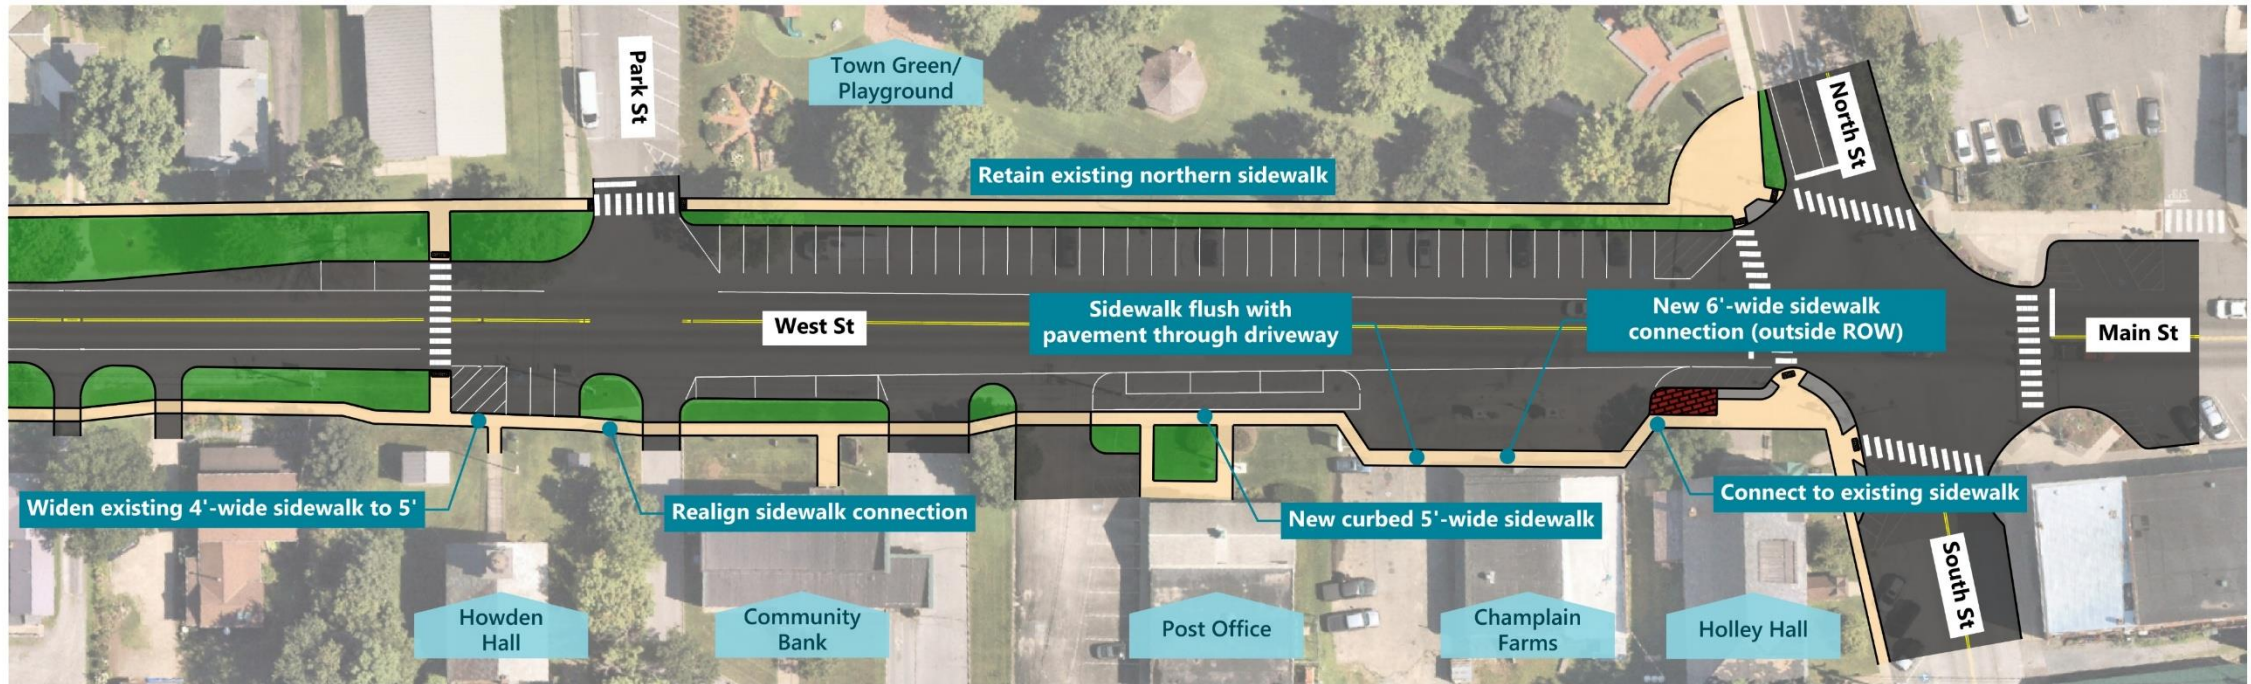 Park St
Town Green/
Playground
North St
Retain existing northern sidewalk
West St
Sidewalk flush with
pavement through driveway
New 6'-wide sidewalk
connection (outside ROW)
Main St
Widen existing 4'-wide sidewalk to 5'
Realign sidewalk connection
New curbed 5'-wide sidewalk
Connect to existing sidewalk
South St
Howden
Hall
Community
Bank
Post Office
Champlain
Farms
Holley Hall